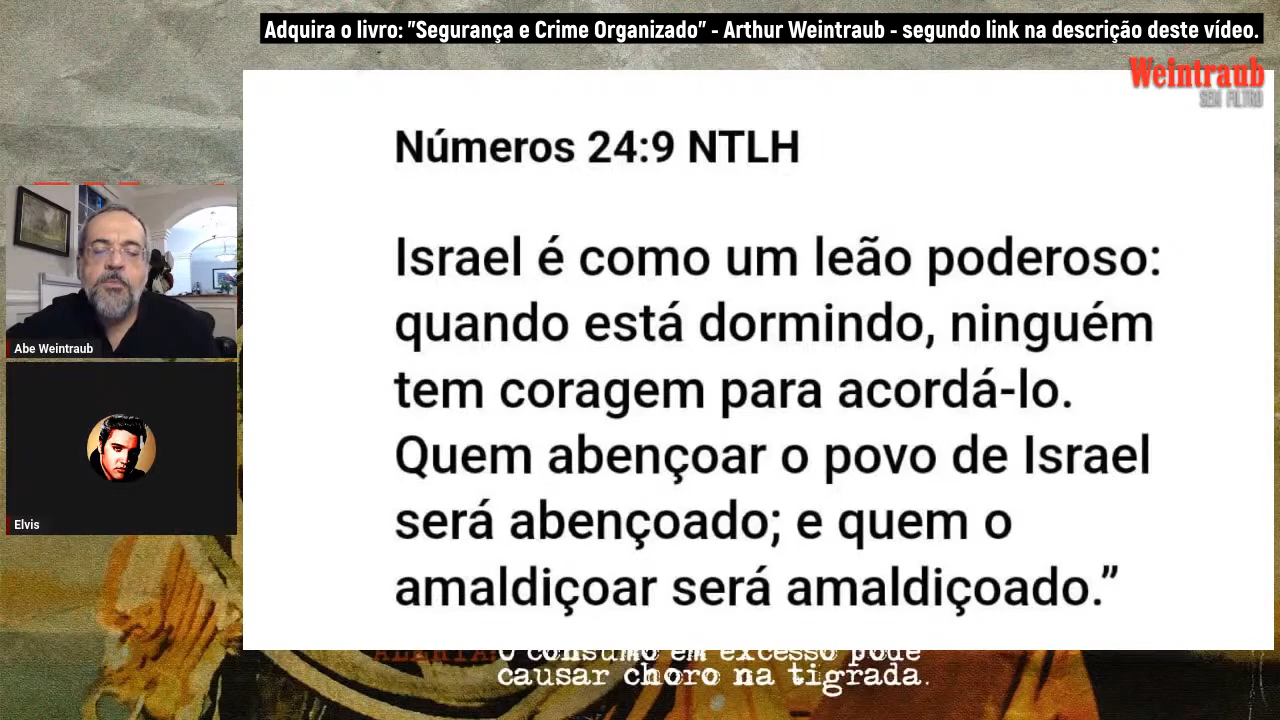 Adquira o livro: "Segurança e Crime Organizado" - Arthur Weintraub - segundo link na descrição deste vídeo.
Weintraub
SEM FILTRO
Números 24:9 NTLH
Israel é como um leão poderoso:
quando está dormindo, ninguém
tem coragem para acordá-lo.
Quem abençoar o povo de Israel
será abençoado; e quem o
amaldiçoar será amaldiçoado.”
Abe Weintraub
Elvis
ALERTA: O consumo em excesso pode
causar choro na tigrada.